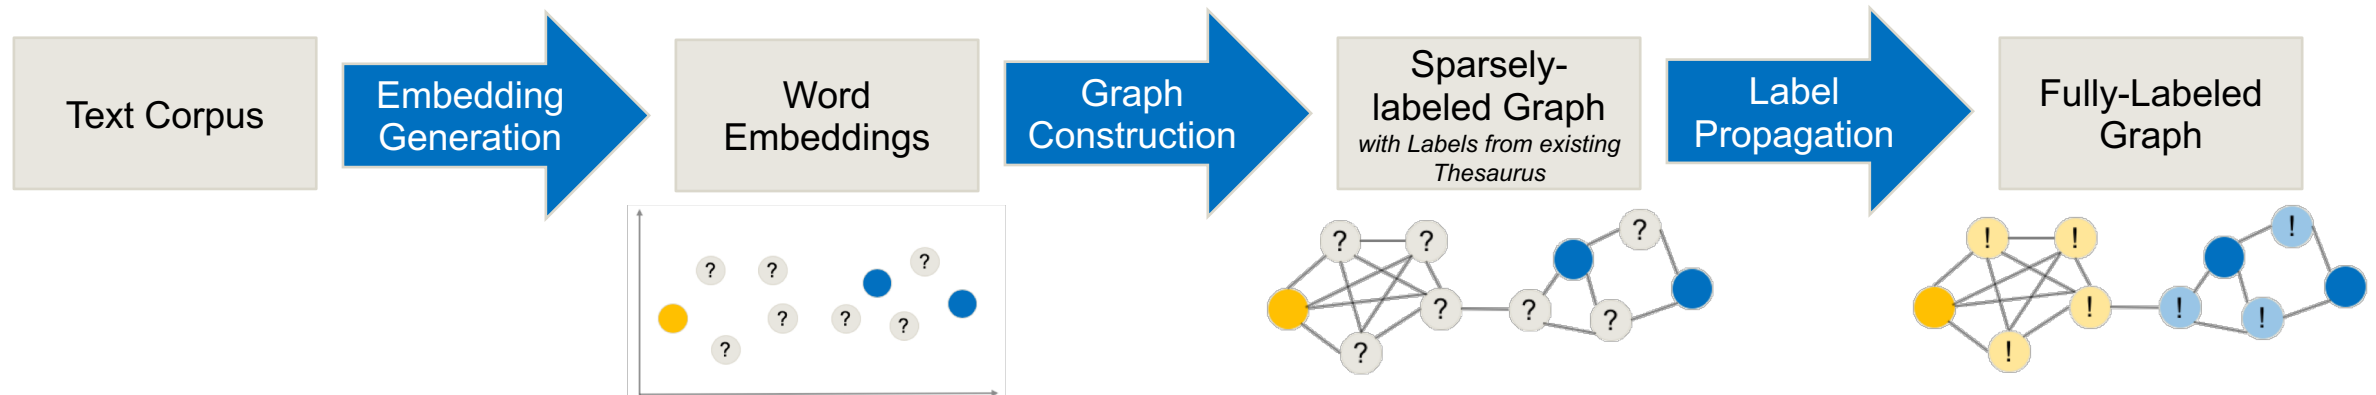 Text Corpus
Embedding
Generation
Word
Embeddings
Graph
Construction
Sparsely-
labeled Graph
with Labels from existing
Thesaurus
Label
Propagation
Fully-Labeled
Graph
? ? ? ? ? ? ?
? ? ? ? ? ? ?
! ! ! ! ! ! !